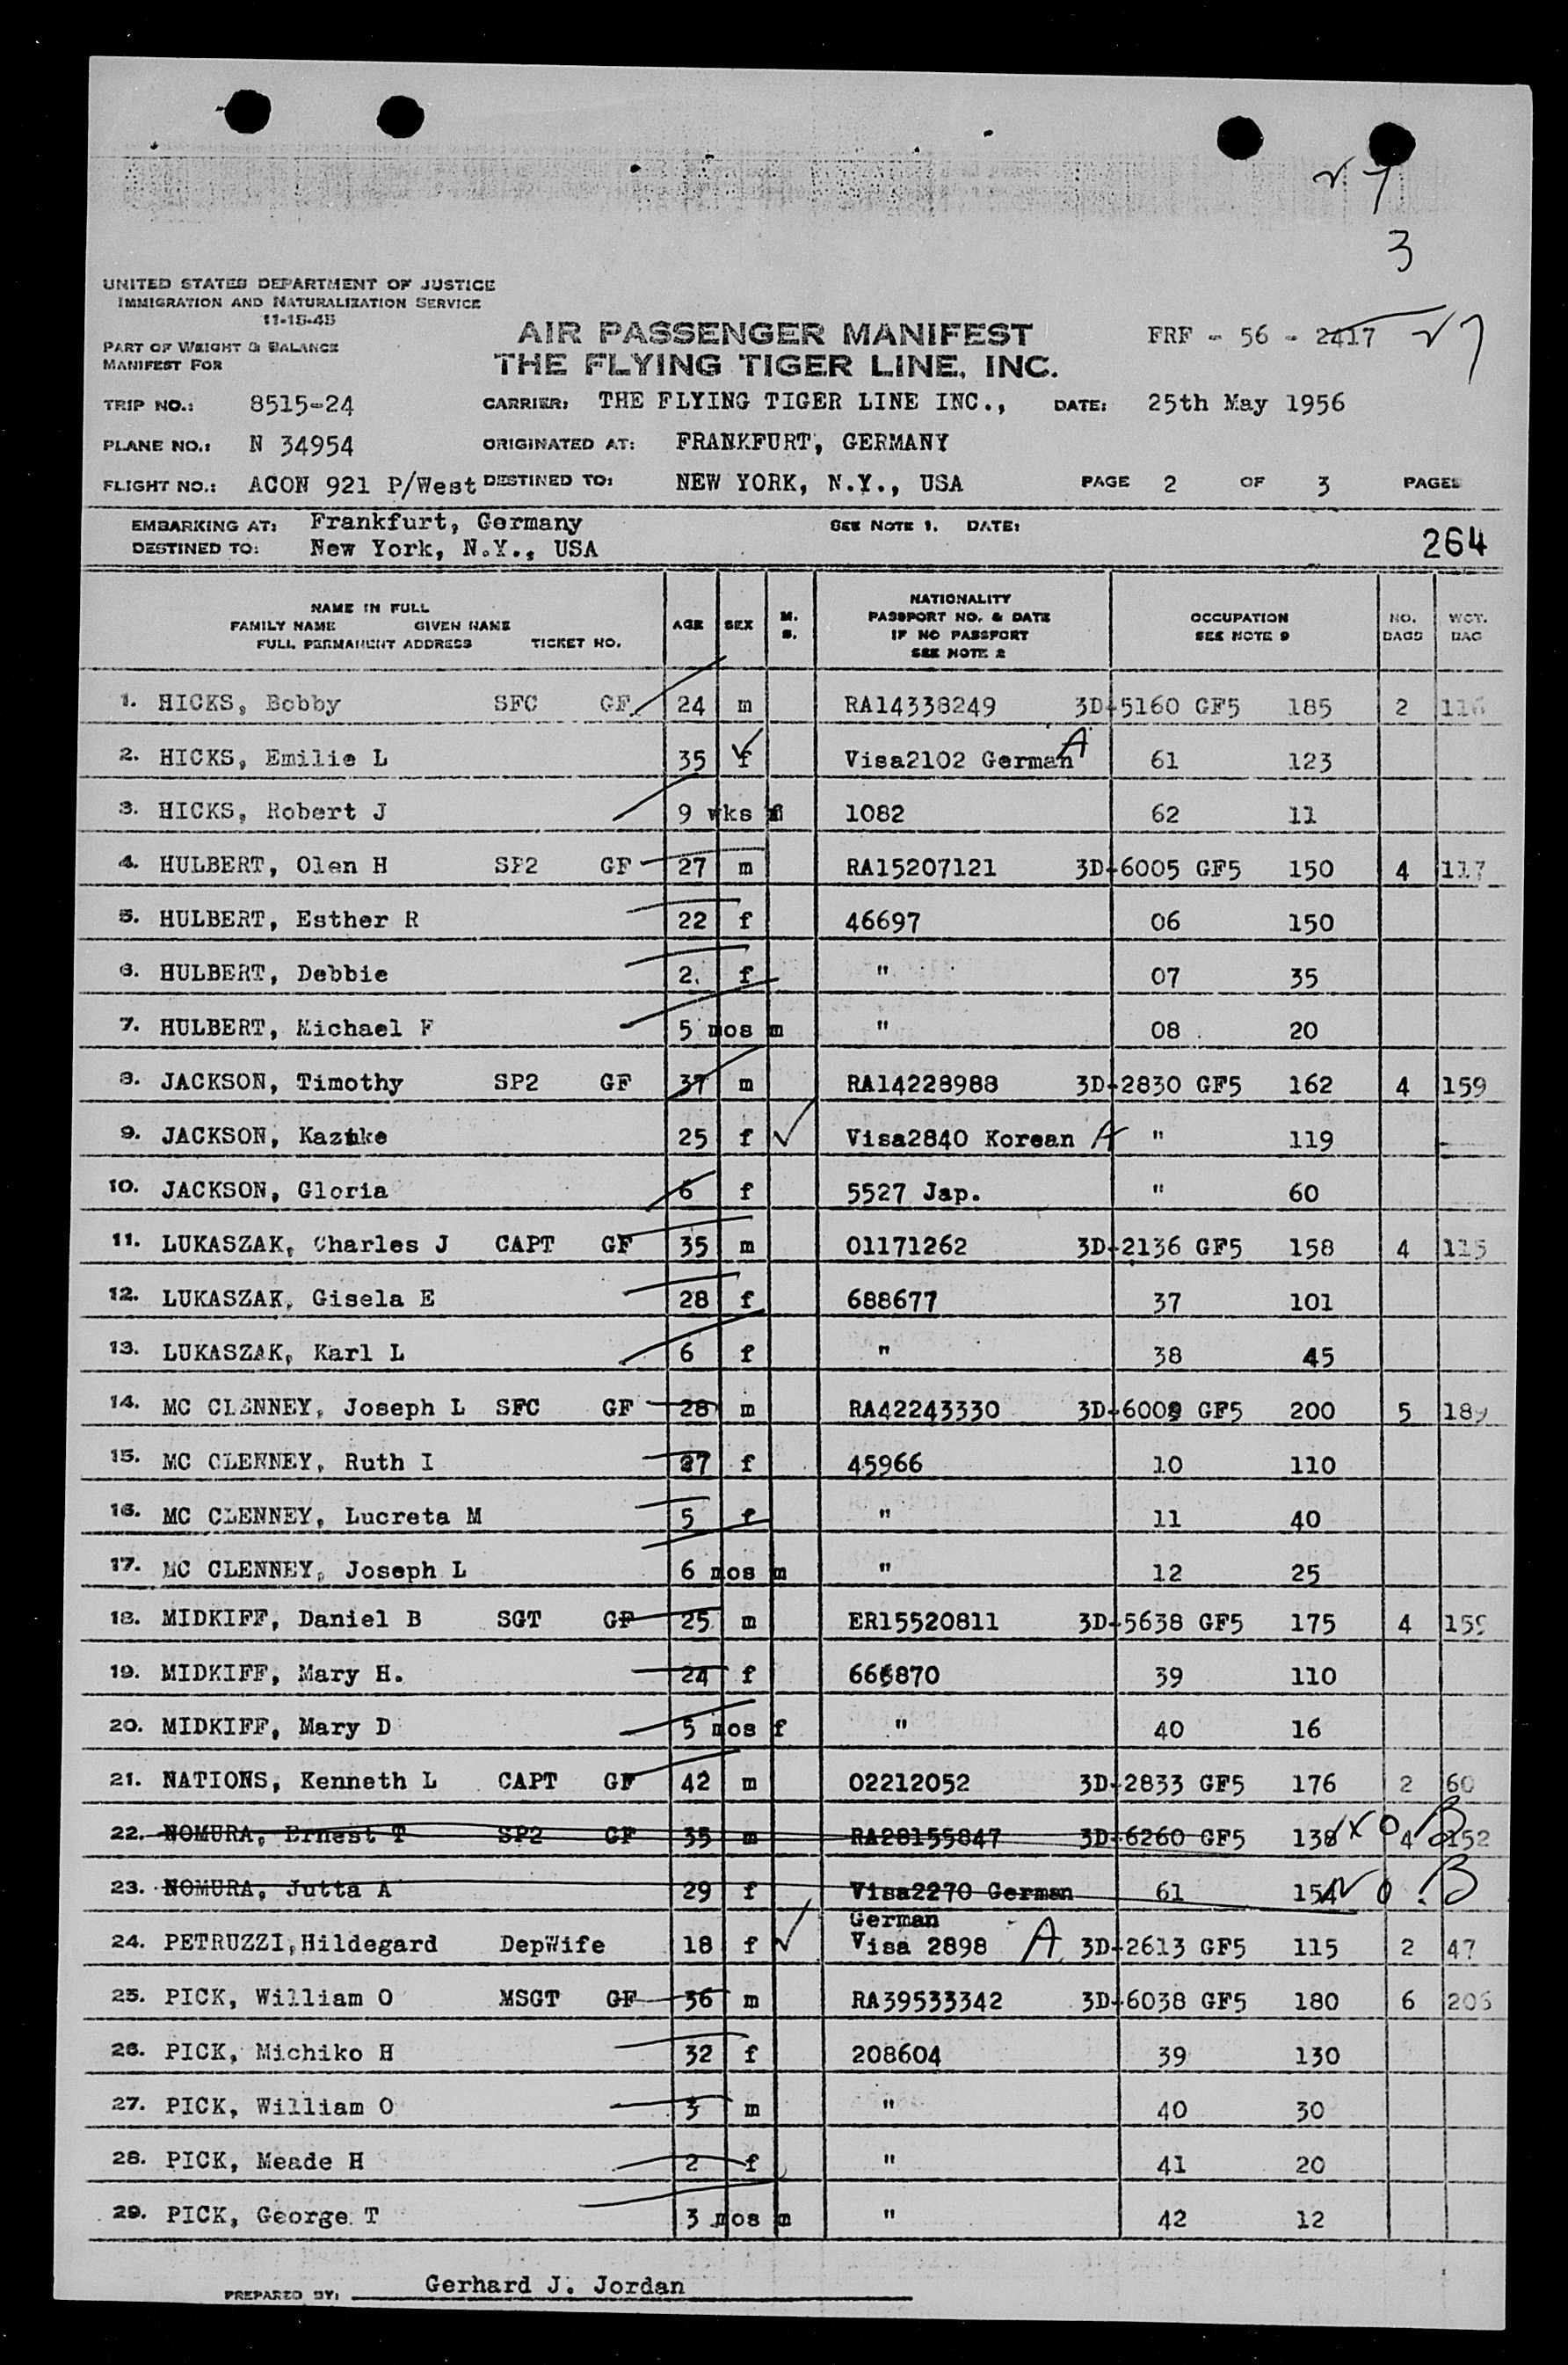 3
UNITED STATES DEPARTMENT OF JUSTICE
IMMIGRATION AND NATURALIZATION SERVICE
11-15-45
AIR PASSENGER MANIFEST FRF - 56 - 2417
PART OF WEIGHT & BALANCE
MANIFEST FOR
THE FLYING TIGER LINE, INC.
TRIP NO.: 8515-24 CARRIER: THE FLYING TIGER LINE INC., DATE: 25th May 1956
PLANE NO.: N 34954 ORIGINATED AT: FRANKFURT, GERMANY
FLIGHT NO.: ACON 921 P/West DESTINED TO: NEW YORK, N.Y., USA PAGE 2 OF 3 PAGES
EMBARKING AT: Frankfurt, Germany SEE NOTE 1. DATE:
DESTINED TO: New York, N.Y., USA 264
NAME IN FULL
FAMILY NAME GIVEN NAME
FULL PERMANENT ADDRESS TICKET NO.
AGE SEX M. S.
NATIONALITY
PASSPORT NO. & DATE
IF NO PASSPORT
SEE NOTE 2
OCCUPATION
SEE NOTE 9
NO. BAGS
WGT. BAG
1. HICKS, Bobby SFC GF 24 m RA14338249 3D-5160 GF5 185 2 116
2. HICKS, Emilie L 35 f Visa2102 German A 61 123
3. HICKS, Robert J 9 wks m 1082 62 11
4. HULBERT, Olen H SP2 GF 27 m RA15207121 3D-6005 GF5 150 4 117
5. HULBERT, Esther R 22 f 46697 06 150
6. HULBERT, Debbie 2 f " 07 35
7. HULBERT, Michael F 5 mos m " 08 20
8. JACKSON, Timothy SP2 GF 37 m RA14228988 3D-2830 GF5 162 4 159
9. JACKSON, 25 f Visa2840 Korean A " 119
10. JACKSON, Gloria 6 f 5527 Jap. " 60
11. LUKASZAK, Charles J CAPT GF 35 m 01171262 3D-2136 GF5 158 4 115
12. LUKASZAK, Gisela E 28 f 688677 37 101
13. LUKASZAK, Karl L 6 f " 38 45
14. MC CLENNEY, Joseph L SFC GF 28 m RA42243330 3D-6009 GF5 200 5 189
15. MC CLENNEY, Ruth I 27 f 45966 10 110
16. MC CLENNEY, Lucreta M 5 f " 11 40
17. MC CLENNEY, Joseph L 6 mos m " 12 25
18. MIDKIFF, Daniel B SGT GF 25 m ER15520811 3D-5638 GF5 175 4 159
19. MIDKIFF, Mary H. 24 f 39 110
20. MIDKIFF, Mary D 5 mos f " 40 16
21. NATIONS, Kenneth L CAPT GF 42 m 02212052 3D-2833 GF5 176 2 60
22. NOMURA, Ernest T SP2 GF 35 m RA28155847 3D-6260 GF5 138 X O B 4 152
23. NOMURA, Jutta A 29 f Visa2270 German 61 154 O B
German
24. PETRUZZI, Hildegard DepWife 18 f Visa 2898 A 3D-2613 GF5 115 2 47
25. PICK, William O MSGT GF 36 m RA39533342 3D-6038 GF5 180 6 206
26. PICK, Michiko H 32 f 208604 39 130
27. PICK, William O 3 m " 40 30
28. PICK, Meade H 2 f " 41 20
29. PICK, George T 3 mos m " 42 12
PREPARED BY: Gerhard J. Jordan